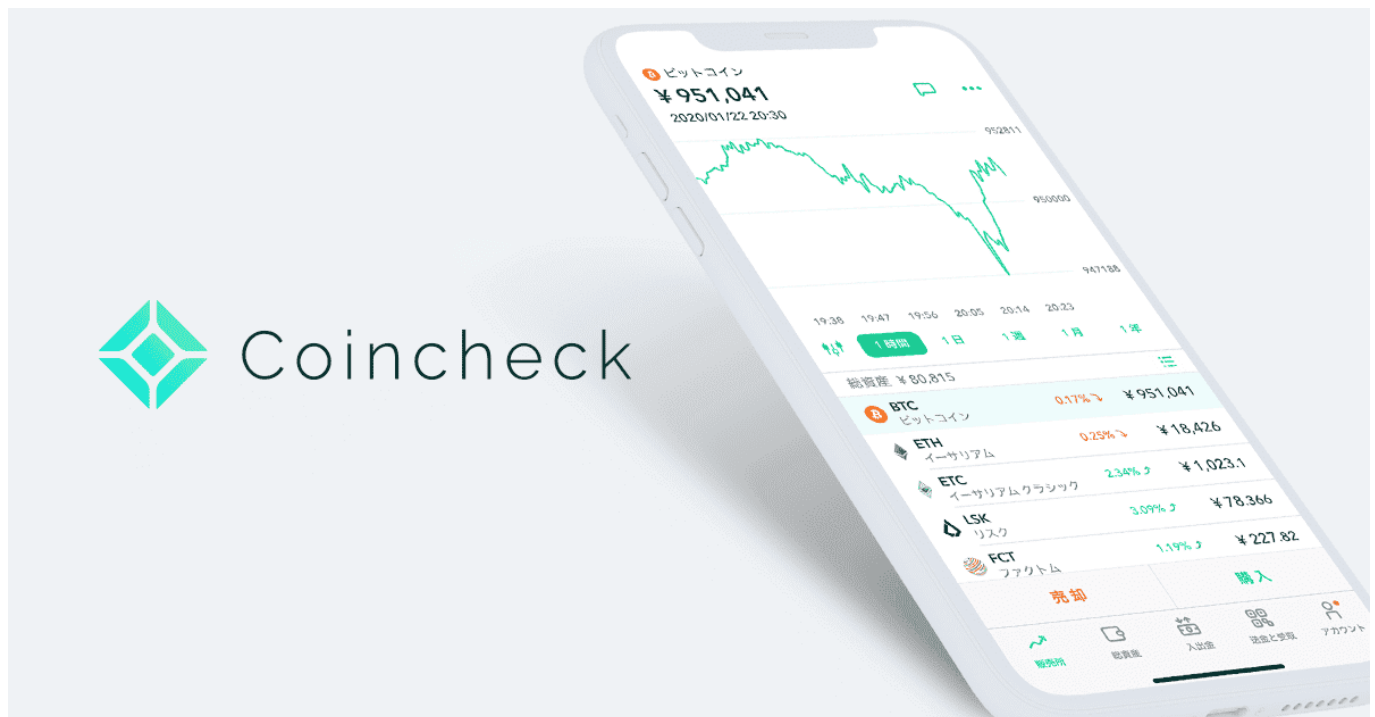 Coincheck
ビットコイン
¥ 951,041
2020/01/22 20:30
952811
950000
947188
19:38 19:47 19:56 20:05 20:14 20:23
1時間 1日 1週 1月 1年
総資産 ¥80,815
BTC 0.17% ¥951,041
ビットコイン
ETH 0.25% ¥18,426
イーサリアム
ETC 2.34% ¥1,023.1
イーサリアムクラシック
LSK 3.09% ¥78.366
リスク
FCT 1.19% ¥227.82
ファクトム
売却 購入
販売所 総資産 入出金 送金と受取 アカウント